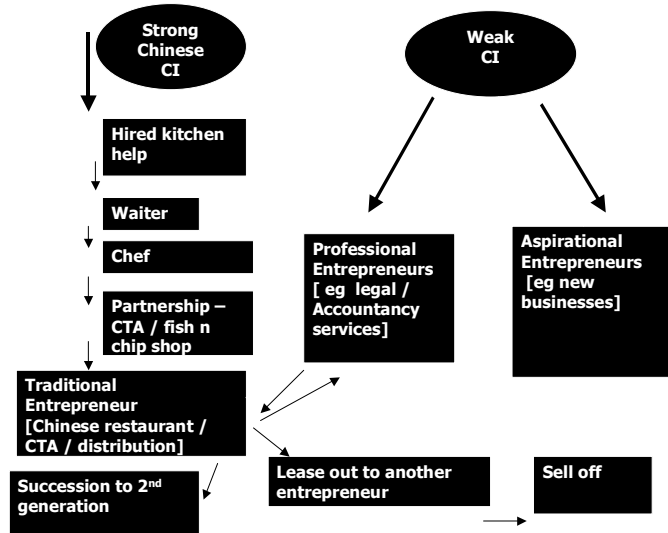 Strong
Chinese
CI
Weak
CI
Hired kitchen
help
Waiter
Chef
Partnership –
CTA / fish n
chip shop
Traditional
Entrepreneur
[Chinese restaurant /
CTA / distribution]
Succession to 2nd
generation
Professional
Entrepreneurs
[ eg legal /
Accountancy
services]
Aspirational
Entrepreneurs
[eg new
businesses]
Lease out to another
entrepreneur
Sell off